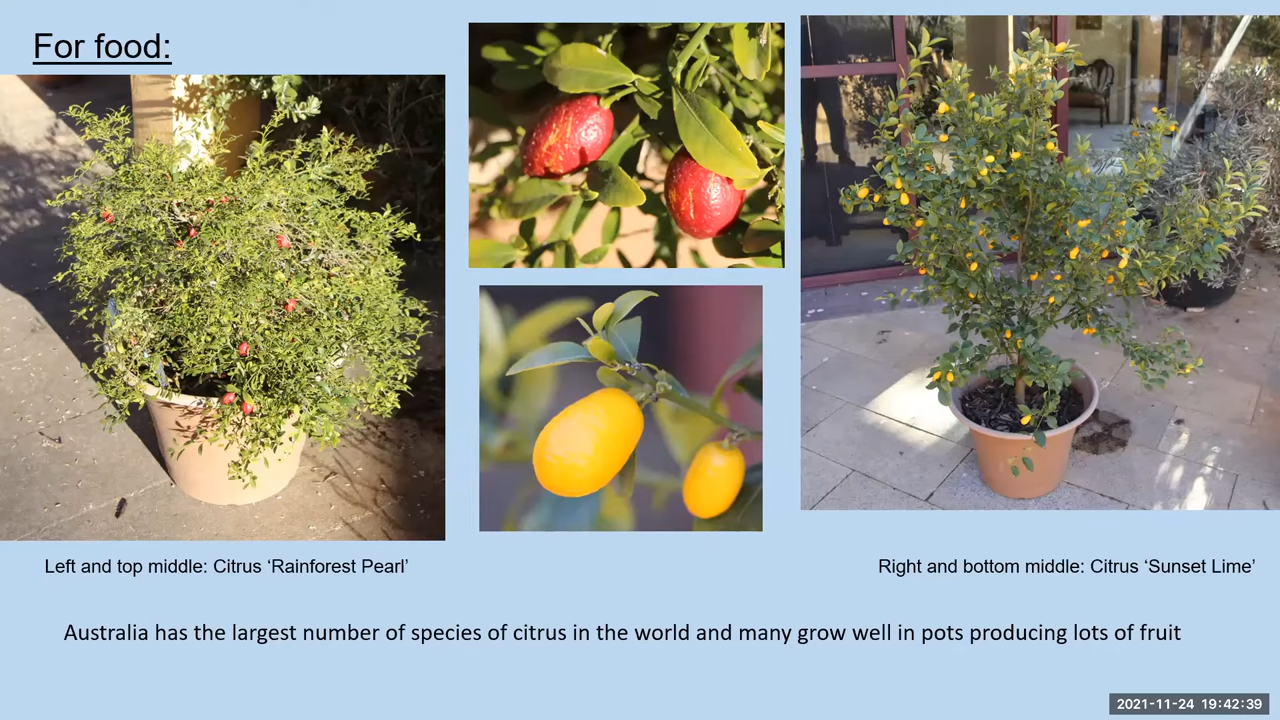 For food:
Left and top middle: Citrus ‘Rainforest Pearl’
Right and bottom middle: Citrus ‘Sunset Lime’
Australia has the largest number of species of citrus in the world and many grow well in pots producing lots of fruit
2021-11-24 19:42:39